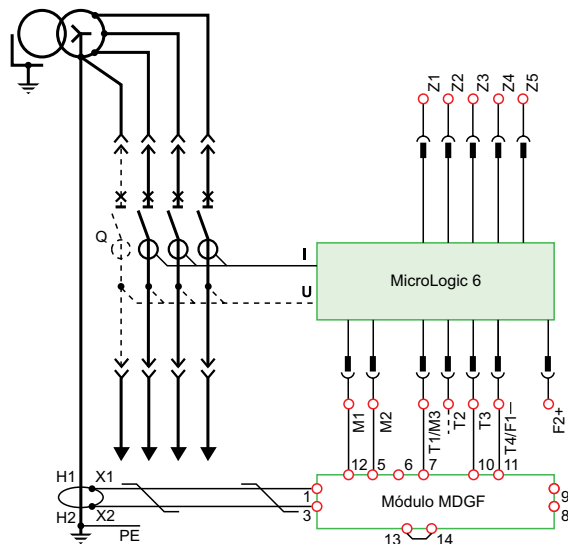 Z1
Z2
Z3
Z4
Z5
Q
I
U
MicroLogic 6
M1
M2
T1/M3
T2
T3
T4/F1—
F2+
12
5
6
7
10
11
H1
X1
1
Módulo MDGF
9
H2
X2
3
8
PE
13
14